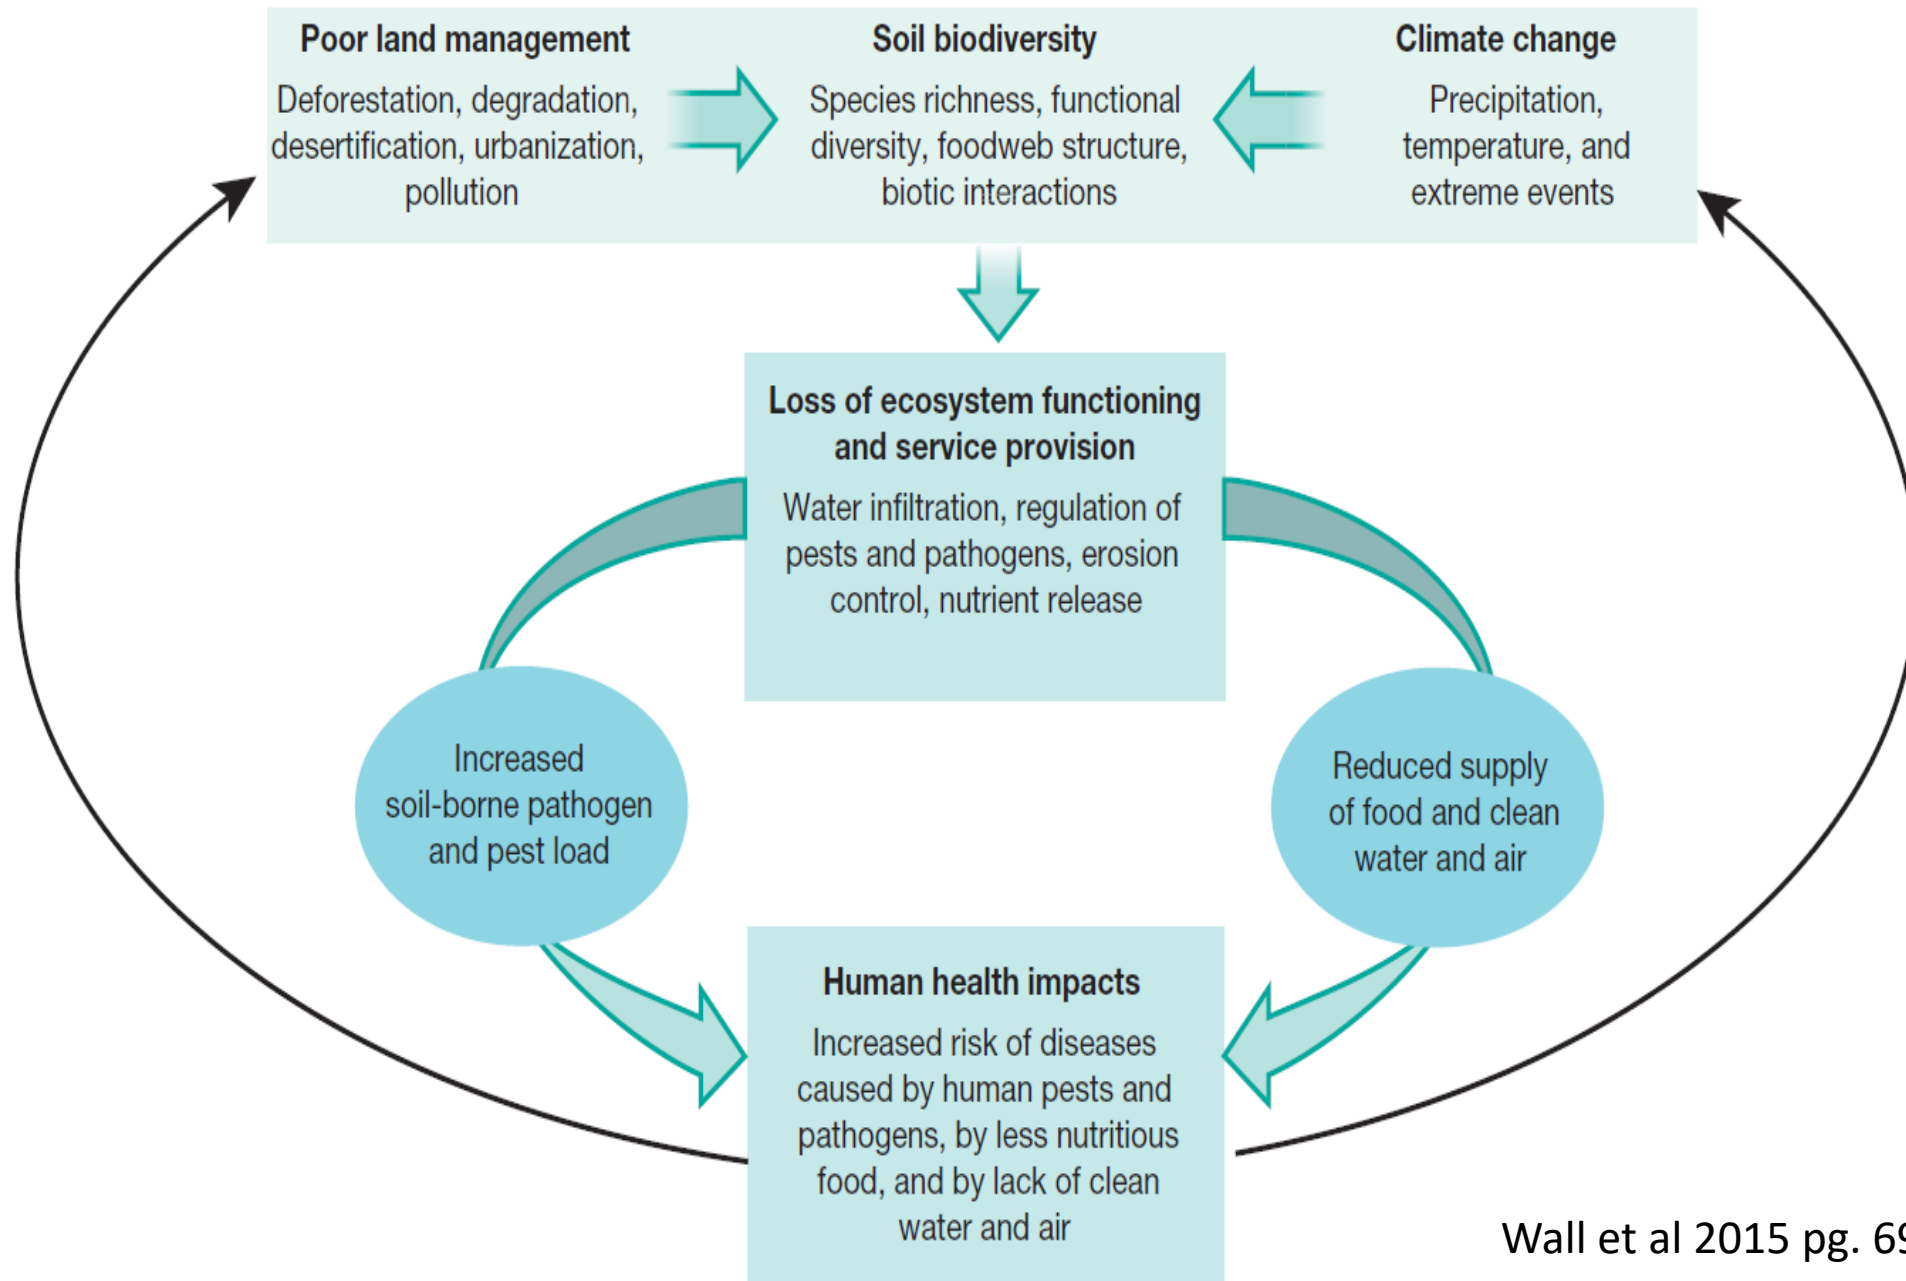 Poor land management
Deforestation, degradation,
desertification, urbanization,
pollution
Soil biodiversity
Species richness, functional
diversity, foodweb structure,
biotic interactions
Climate change
Precipitation,
temperature, and
extreme events
Loss of ecosystem functioning
and service provision
Water infiltration, regulation of
pests and pathogens, erosion
control, nutrient release
Increased
soil-borne pathogen
and pest load
Reduced supply
of food and clean
water and air
Human health impacts
Increased risk of diseases
caused by human pests and
pathogens, by less nutritious
food, and by lack of clean
water and air
Wall et al 2015 pg. 69